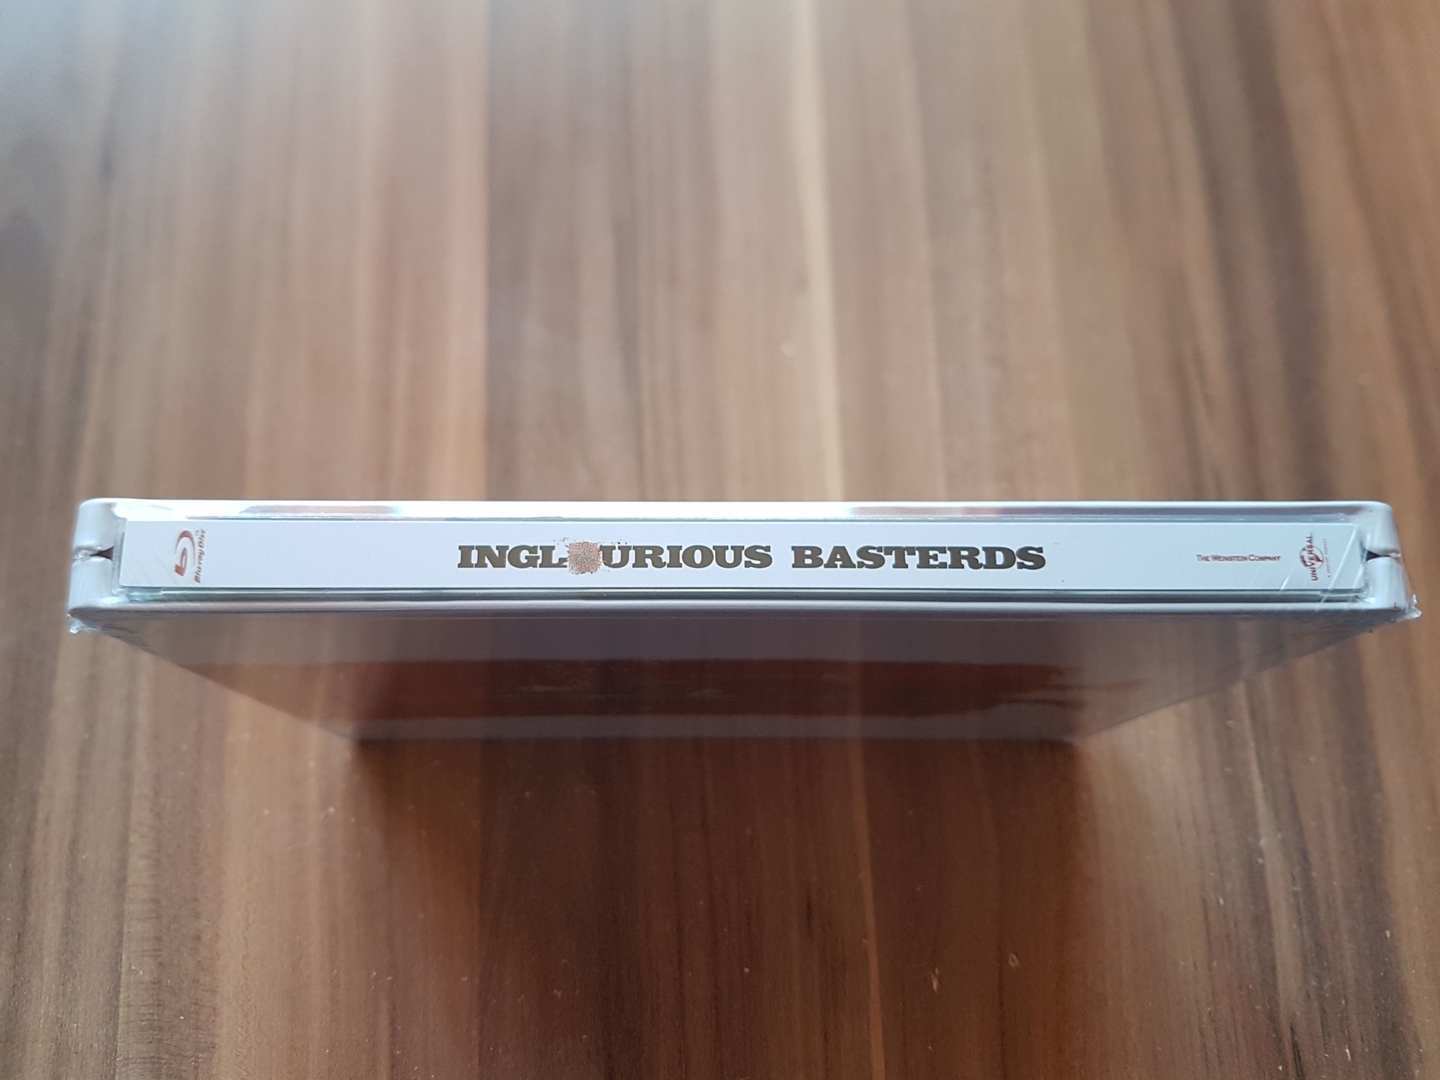 Blu-ray Disc
INGL URIOUS BASTERDS
THE WEINSTEIN COMPANY
UNIVERSAL